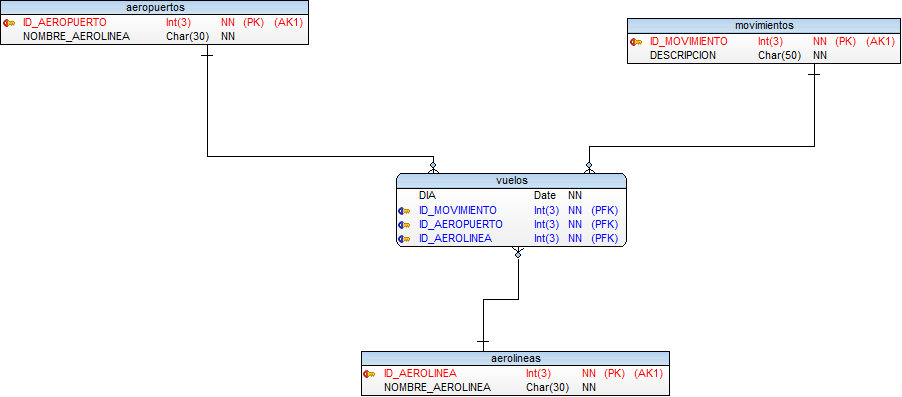 aeropuertos
ID_AEROPUERTO Int(3) NN (PK) (AK1)
NOMBRE_AEROLINEA Char(30) NN
movimientos
ID_MOVIMIENTO Int(3) NN (PK) (AK1)
DESCRIPCION Char(50) NN
vuelos
DIA Date NN
ID_MOVIMIENTO Int(3) NN (PFK)
ID_AEROPUERTO Int(3) NN (PFK)
ID_AEROLINEA Int(3) NN (PFK)
aerolineas
ID_AEROLINEA Int(3) NN (PK) (AK1)
NOMBRE_AEROLINEA Char(30) NN